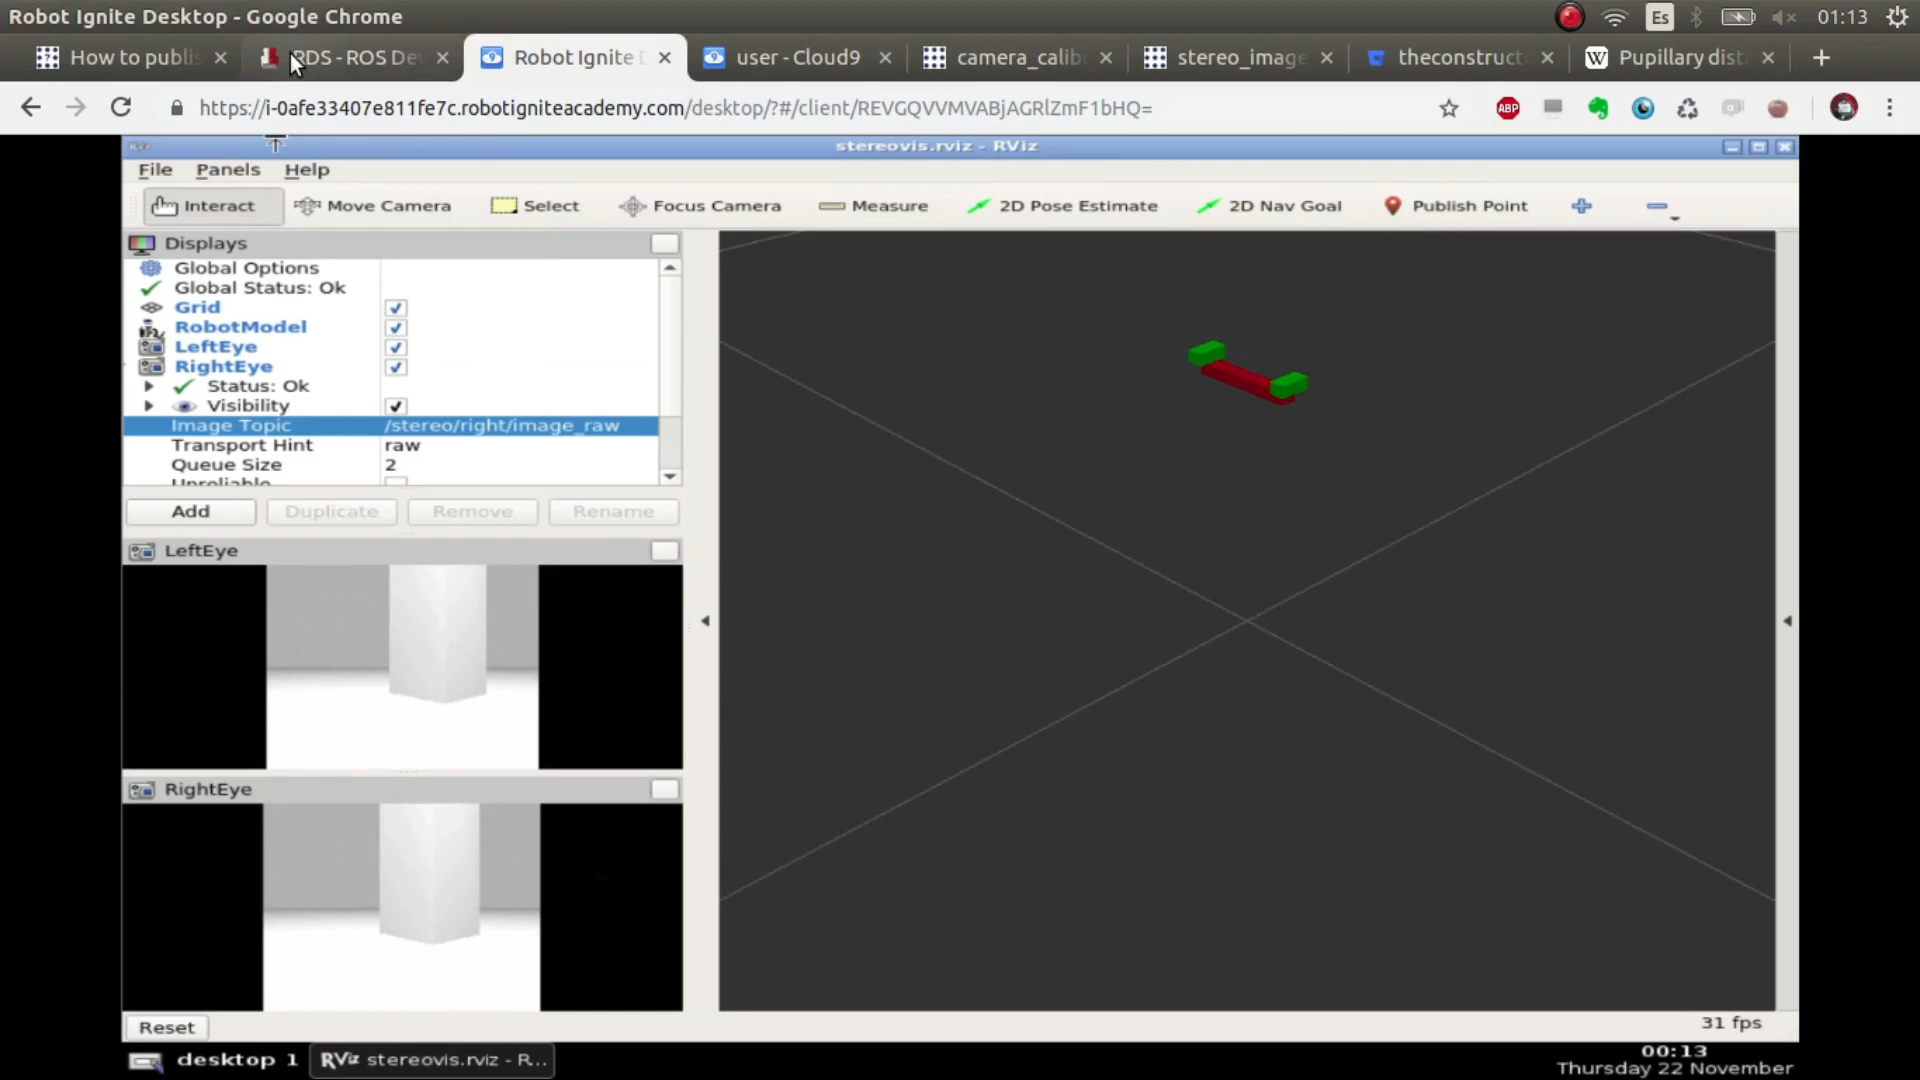 Robot Ignite Desktop - Google Chrome
Es
01:13
How to publis
RDS - ROS De
Robot Ignite D
user - Cloud9
camera_calib
stereo_image
theconstruct
Pupillary dist
https://i-0afe33407e811fe7c.robotigniteacademy.com/desktop/?#/client/REVGQVVMVABjAGRlZmF1bHQ=
ABP
stereovis.rviz - RViz
File Panels Help
Interact
Move Camera
Select
Focus Camera
Measure
2D Pose Estimate
2D Nav Goal
Publish Point
Displays
Global Options
Global Status: Ok
Grid
RobotModel
LeftEye
RightEye
Status: Ok
Visibility
Image Topic /stereo/right/image_raw
Transport Hint raw
Queue Size 2
Unreliable
Add Duplicate Remove Rename
LeftEye
RightEye
Reset
31 fps
desktop 1
RViz stereovis.rviz - R...
00:13
Thursday 22 November